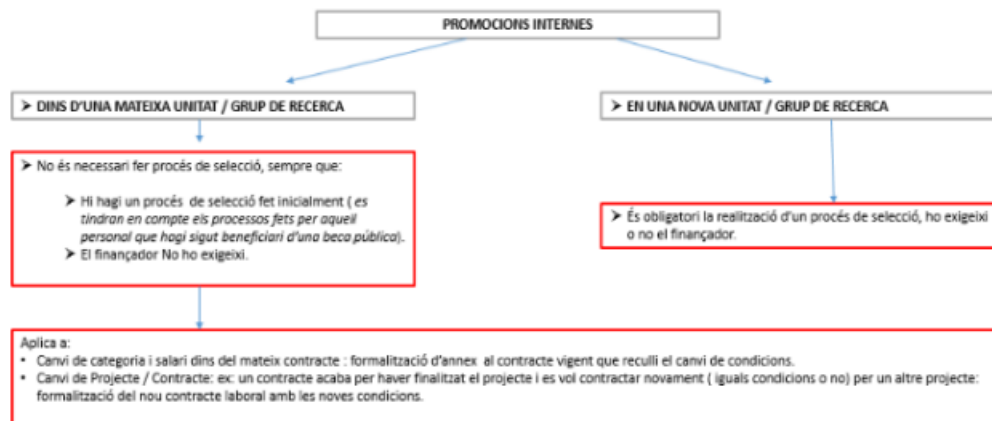 PROMOCIONS INTERNES
➤ DINS D'UNA MATEIXA UNITAT / GRUP DE RECERCA
➤ EN UNA NOVA UNITAT / GRUP DE RECERCA
➤ No és necessari fer procés de selecció, sempre que:
➤ Hi hagi un procés de selecció fet inicialment ( es
tindran en compte els processos fets per aquell
personal que hagi sigut beneficiari d'una beca pública).
➤ El finançador No ho exigeixi.
➤ És obligatori la realització d'un procés de selecció, ho exigeixi
o no el finançador.
Aplica a:
• Canvi de categoria i salari dins del mateix contracte : formalització d'annex al contracte vigent que reculli el canvi de condicions.
• Canvi de Projecte / Contracte: ex: un contracte acaba per haver finalitzat el projecte i es vol contractar novament ( iguals condicions o no) per un altre projecte:
formalització del nou contracte laboral amb les noves condicions.